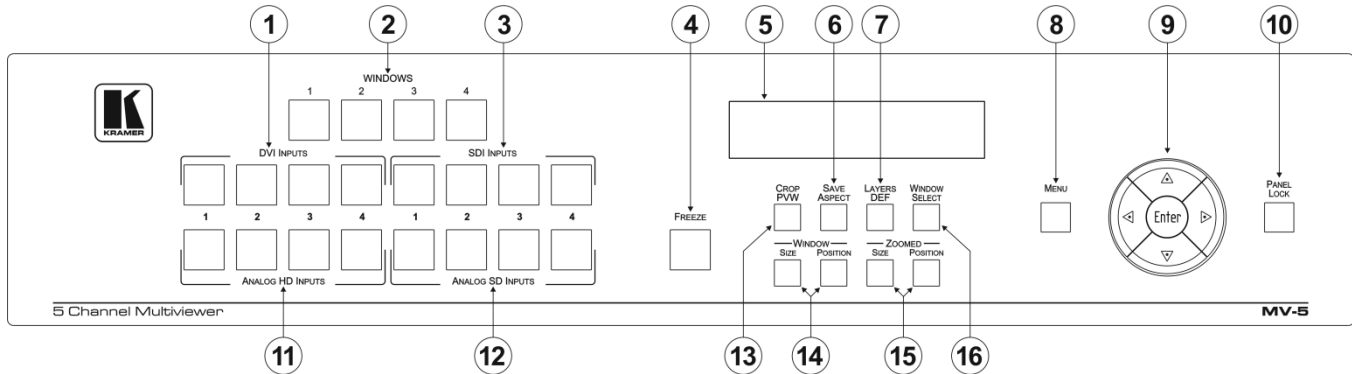 1 2 3 4 5 6 7 8 9 10
WINDOWS
1 2 3 4
K
KRAMER
DVI INPUTS SDI INPUTS
1 2 3 4 1 2 3 4
ANALOG HD INPUTS ANALOG SD INPUTS
FREEZE
CROP PVW
SAVE ASPECT
LAYERS DEF
WINDOW SELECT
WINDOW
SIZE POSITION
ZOOMED
SIZE POSITION
MENU
Enter
PANEL LOCK
5 Channel Multiviewer
MV-5
11 12 13 14 15 16